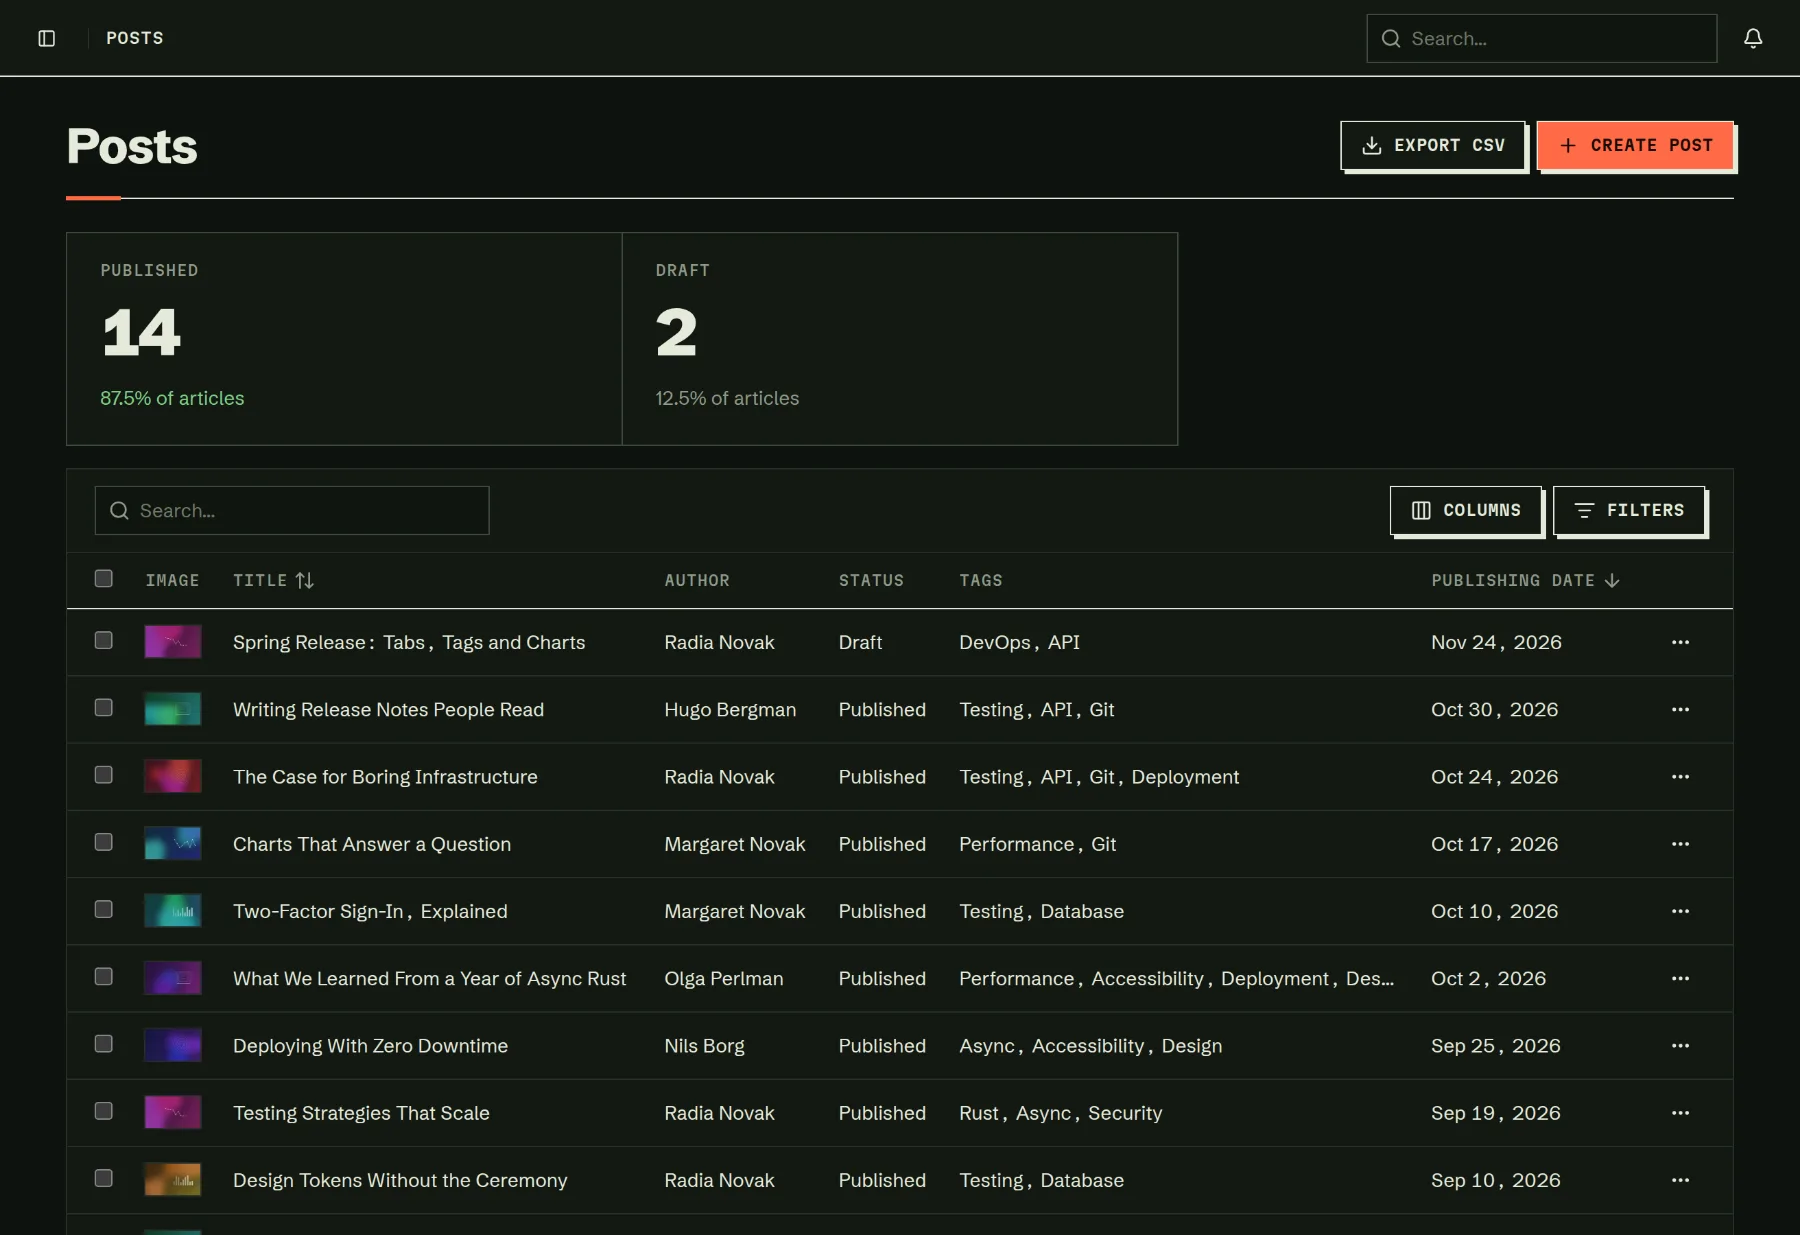 POSTS
Search...
Posts
EXPORT CSV
CREATE POST
PUBLISHED
14
87.5% of articles
DRAFT
2
12.5% of articles
Search...
COLUMNS
FILTERS
IMAGE TITLE AUTHOR STATUS TAGS PUBLISHING DATE
Spring Release: Tabs, Tags and Charts Radia Novak Draft DevOps, API Nov 24, 2026
Writing Release Notes People Read Hugo Bergman Published Testing, API, Git Oct 30, 2026
The Case for Boring Infrastructure Radia Novak Published Testing, API, Git, Deployment Oct 24, 2026
Charts That Answer a Question Margaret Novak Published Performance, Git Oct 17, 2026
Two-Factor Sign-In, Explained Margaret Novak Published Testing, Database Oct 10, 2026
What We Learned From a Year of Async Rust Olga Perlman Published Performance, Accessibility, Deployment, Des... Oct 2, 2026
Deploying With Zero Downtime Nils Borg Published Async, Accessibility, Design Sep 25, 2026
Testing Strategies That Scale Radia Novak Published Rust, Async, Security Sep 19, 2026
Design Tokens Without the Ceremony Radia Novak Published Testing, Database Sep 10, 2026